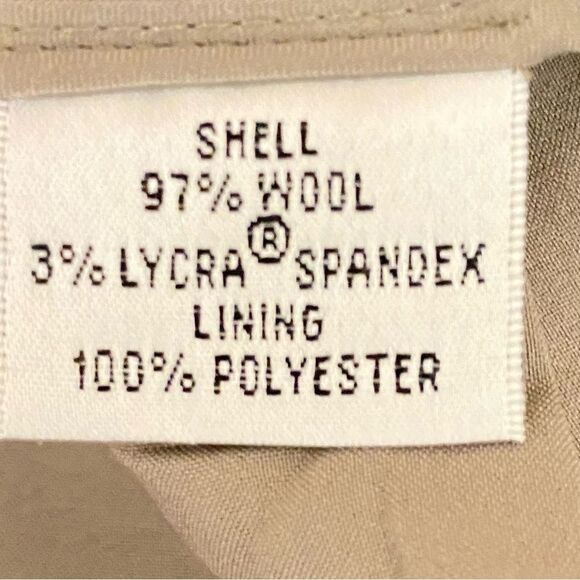 SHELL
97% WOOL
3% LYCRA® SPANDEX
LINING
100% POLYESTER